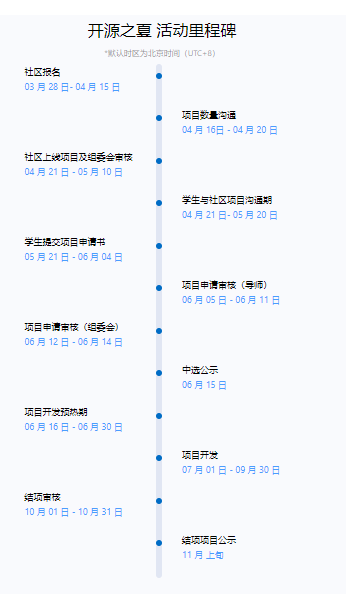 开源之夏 活动里程碑
*默认时区为北京时间（UTC+8）
社区报名
03 月 28 日- 04 月 15 日
项目数量沟通
04 月 16日 - 04 月 20 日
社区上线项目及组委会审核
04 月 21 日 - 05 月 10 日
学生与社区项目沟通期
04 月 21 日- 05 月 20 日
学生提交项目申请书
05 月 21 日 - 06 月 04 日
项目申请审核（导师）
06 月 05 日 - 06 月 11 日
项目申请审核（组委会）
06 月 12 日 - 06 月 14 日
中选公示
06 月 15 日
项目开发预热期
06 月 16 日 - 06 月 30 日
项目开发
07 月 01 日 - 09 月 30 日
结项审核
10 月 01 日 - 10 月 31 日
结项项目公示
11 月 上旬